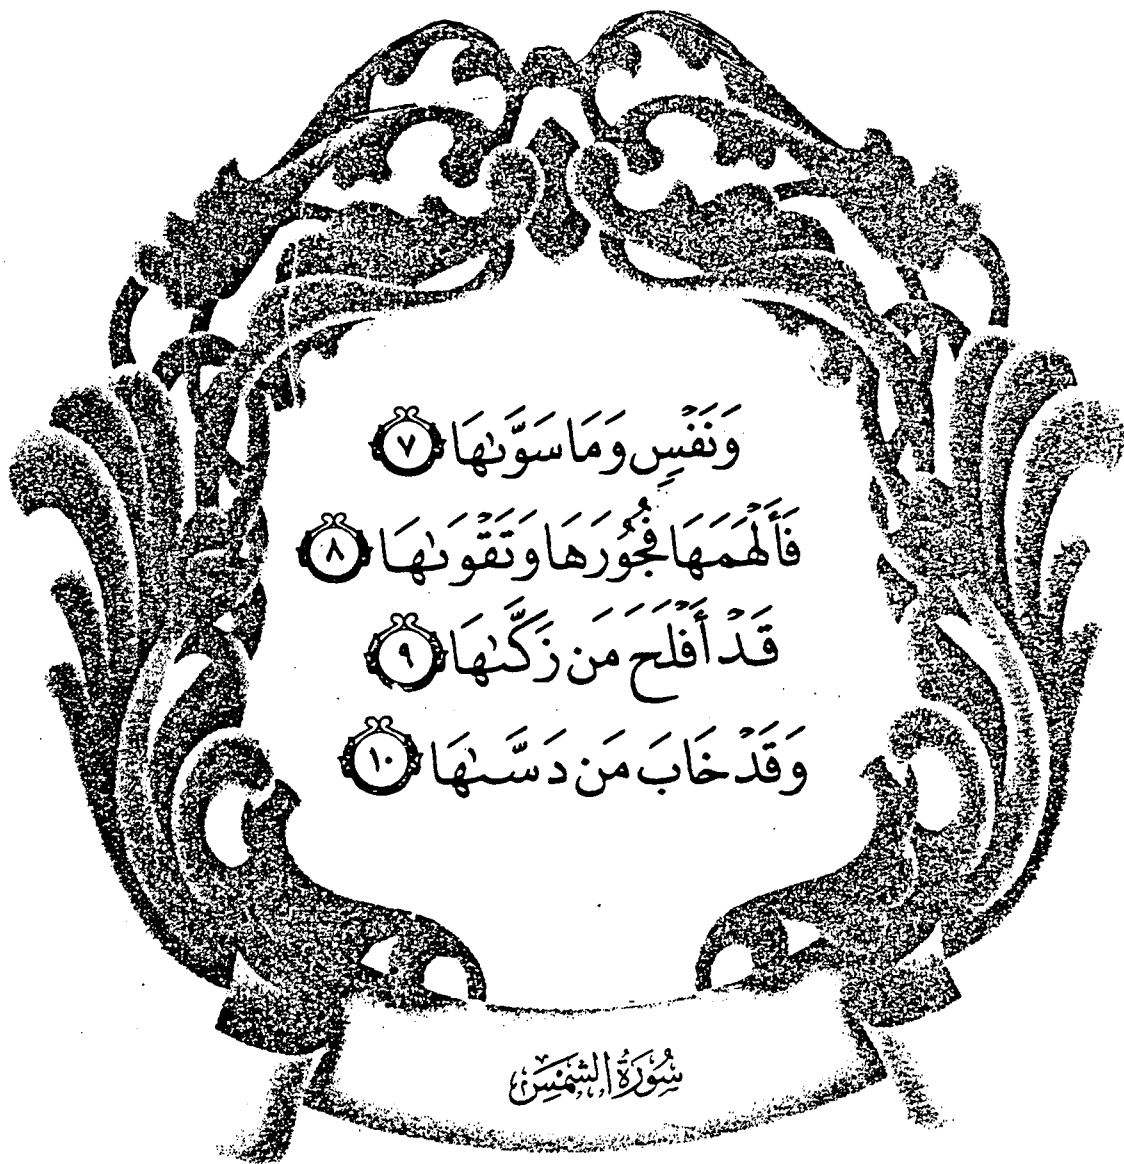 وَنَفْسٍ وَمَا سَوَّىٰهَا ٧
فَأَلْهَمَهَا فُجُورَهَا وَتَقْوَىٰهَا ٨
قَدْ أَفْلَحَ مَن زَكَّىٰهَا ٩
وَقَدْ خَابَ مَن دَسَّىٰهَا ١٠
سُورَةُ الشَّمْسِ